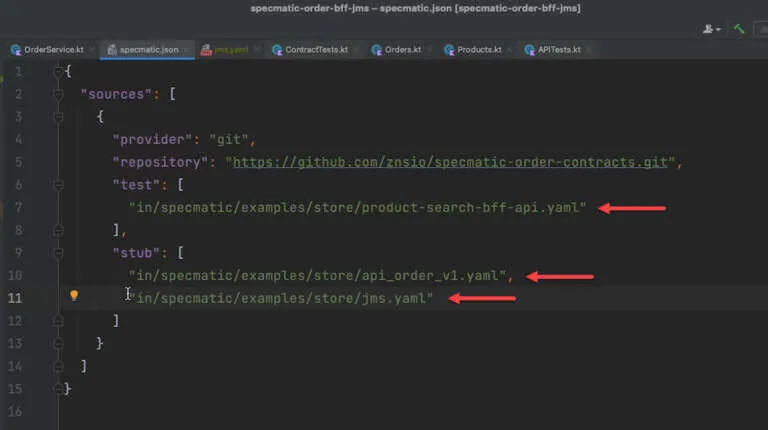 specmatic-order-bff-jms – specmatic.json [specmatic-order-bff-jms]
OrderService.kt specmatic.json jms.yaml ContractTests.kt Orders.kt Products.kt APITests.kt
1 {
2 "sources": [
3 {
4 "provider": "git",
5 "repository": "https://github.com/znsio/specmatic-order-contracts.git",
6 "test": [
7 "in/specmatic/examples/store/product-search-bff-api.yaml"
8 ],
9 "stub": [
10 "in/specmatic/examples/store/api_order_v1.yaml",
11 "in/specmatic/examples/store/jms.yaml"
12 ]
13 }
14 ]
15 }
16